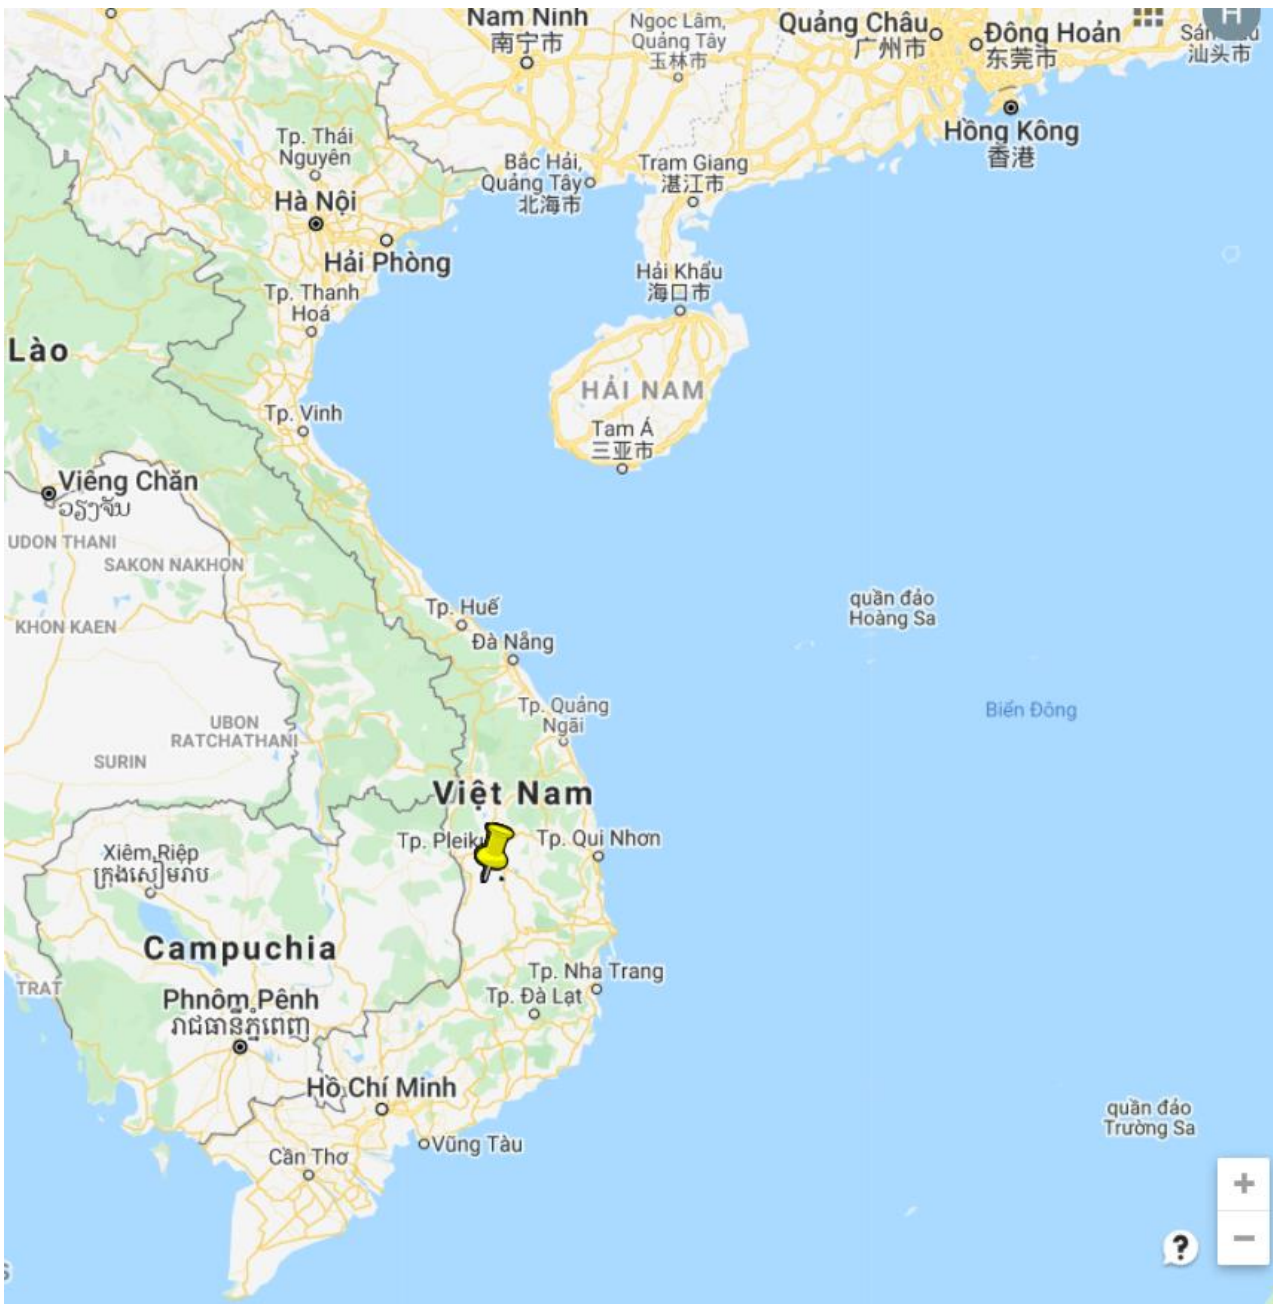 Nam Ninh
南宁市
Ngọc Lâm,
Quảng Tây
玉林市
Quảng Châu
广州市
Đông Hoản
东莞市
汕头市
H
Hồng Kông
香港
Tp. Thái
Nguyên
Hà Nội
Hải Phòng
Bắc Hải,
Quảng Tây
北海市
Trạm Giang
湛江市
Tp. Thanh
Hoá
Hải Khẩu
海口市
Lào
HẢI NAM
Tam Á
三亚市
Tp. Vinh
Viêng Chăn
ວຽງຈັນ
UDON THANI
SAKON NAKHON
KHON KAEN
Tp. Huế
Đà Nẵng
quần đảo
Hoàng Sa
Tp. Quảng
Ngãi
Biển Đông
UBON
RATCHATHANI
SURIN
Việt Nam
Tp. Qui Nhơn
Xiêm Riệp
ក្រុងសៀមរាប
Campuchia
TRAT
Phnôm Pênh
រាជធានីភ្នំពេញ
Tp. Nha Trang
Tp. Đà Lạt
Hồ Chí Minh
Vũng Tàu
Cần Thơ
quần đảo
Trường Sa
+
−
?